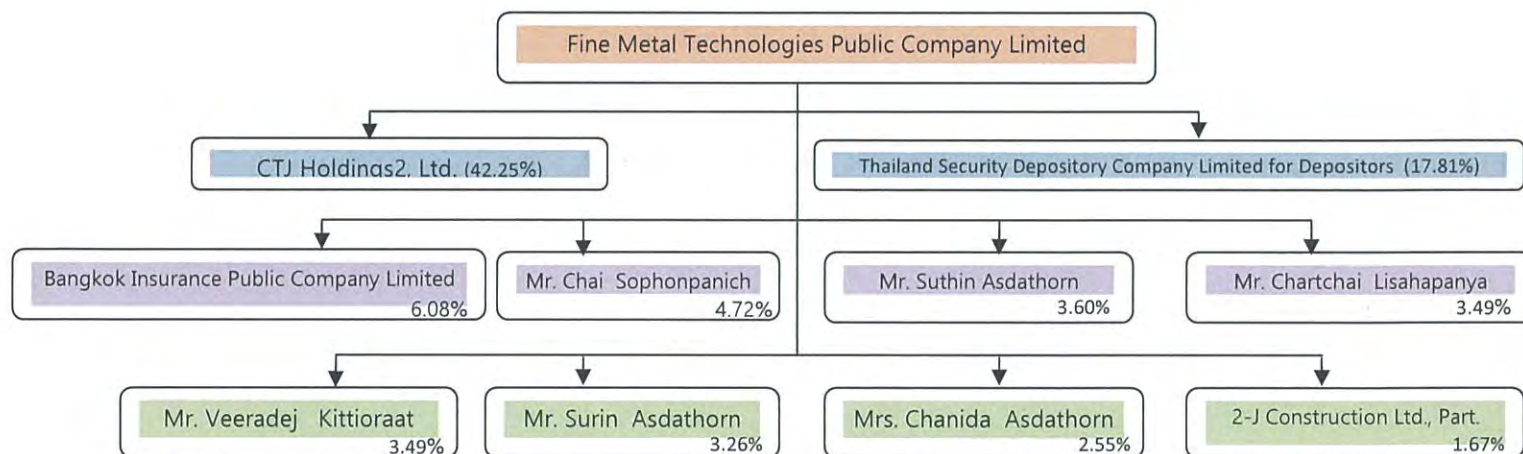 Fine Metal Technologies Public Company Limited
CTJ Holdings2, Ltd. (42.25%)
Thailand Security Depository Company Limited for Depositors (17.81%)
Bangkok Insurance Public Company Limited
6.08%
Mr. Chai Sophonpanich
4.72%
Mr. Suthin Asdathorn
3.60%
Mr. Chartchai Lisahapanya
3.49%
Mr. Veeradej Kittioraat
3.49%
Mr. Surin Asdathorn
3.26%
Mrs. Chanida Asdathorn
2.55%
2-J Construction Ltd., Part.
1.67%